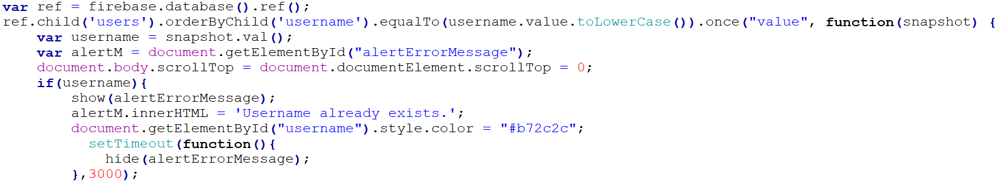 var ref = firebase.database().ref();
ref.child('users').orderByChild('username').equalTo(username.value.toLowerCase()).once("value", function(snapshot) {
    var username = snapshot.val();
    var alertM = document.getElementById("alertErrorMessage");
    document.body.scrollTop = document.documentElement.scrollTop = 0;
    if(username){
        show(alertErrorMessage);
        alertM.innerHTML = 'Username already exists.';
        document.getElementById("username").style.color = "#b72c2c";
          setTimeout(function(){
            hide(alertErrorMessage);
        },3000);